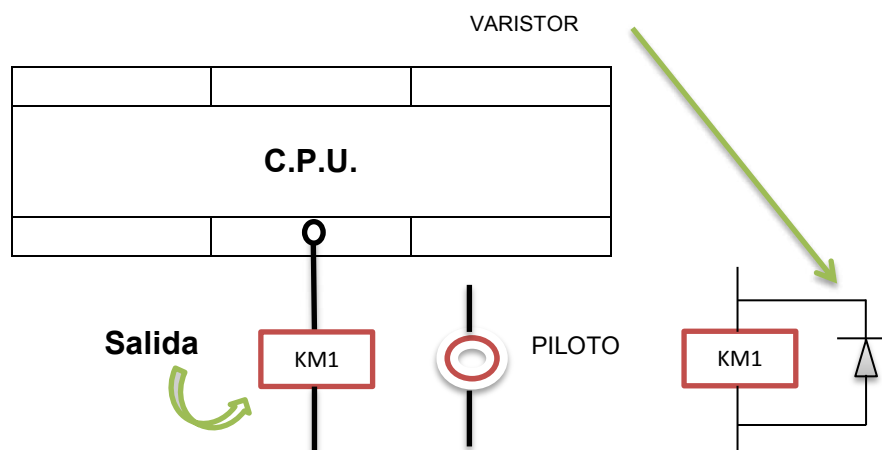 VARISTOR
C.P.U.
Salida
KM1
PILOTO
KM1